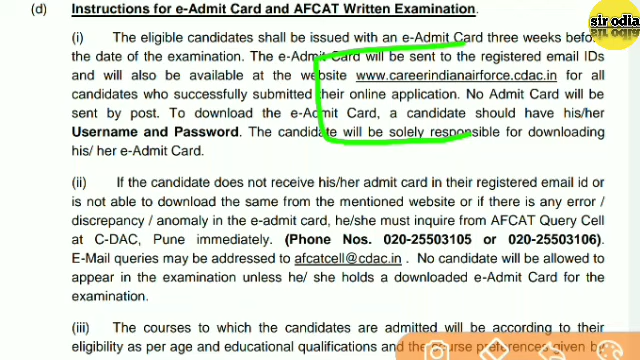 sir odia
(d) Instructions for e-Admit Card and AFCAT Written Examination.
(i) The eligible candidates shall be issued with an e-Admit Card three weeks before
the date of the examination. The e-Admit Card will be sent to the registered email IDs
and will also be available at the website www.careerindianairforce.cdac.in for all
candidates who successfully submitted their online application. No Admit Card will be
sent by post. To download the e-Admit Card, a candidate should have his/her
Username and Password. The candidate will be solely responsible for downloading
his/ her e-Admit Card.
(ii) If the candidate does not receive his/her admit card in their registered email id or
is not able to download the same from the mentioned website or if there is any error /
discrepancy / anomaly in the e-admit card, he/she must inquire from AFCAT Query Cell
at C-DAC, Pune immediately. (Phone Nos. 020-25503105 or 020-25503106).
E-Mail queries may be addressed to afcatcell@cdac.in . No candidate will be allowed to
appear in the examination unless he/ she holds a downloaded e-Admit Card for the
examination.
(iii) The courses to which the candidates are admitted will be according to their
eligibility as per age and educational qualifications and the course preferences given by